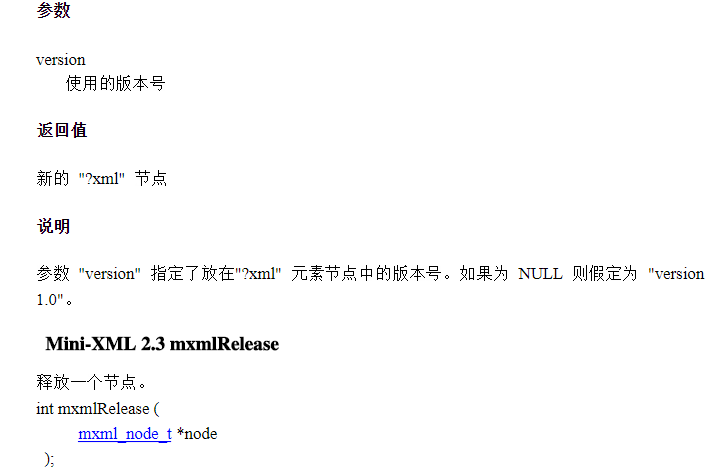 参数
version
使用的版本号
返回值
新的 "?xml" 节点
说明
参数 "version" 指定了放在"?xml" 元素节点中的版本号。如果为 NULL 则假定为 "version
1.0"。
Mini-XML 2.3 mxmlRelease
释放一个节点。
int mxmlRelease (
mxml_node_t *node
);